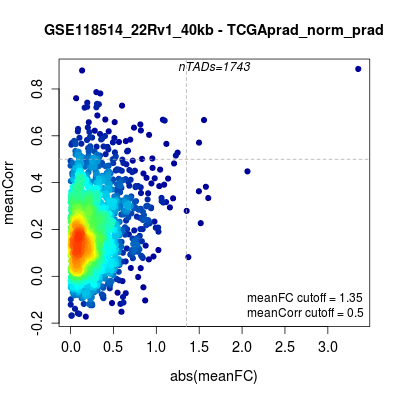 GSE118514_22Rv1_40kb - TCGAprad_norm_prad
nTADs=1743
meanCorr
0.8
0.6
0.4
0.2
0.0
-0.2
meanFC cutoff = 1.35
meanCorr cutoff = 0.5
0.0 0.5 1.0 1.5 2.0 2.5 3.0
abs(meanFC)